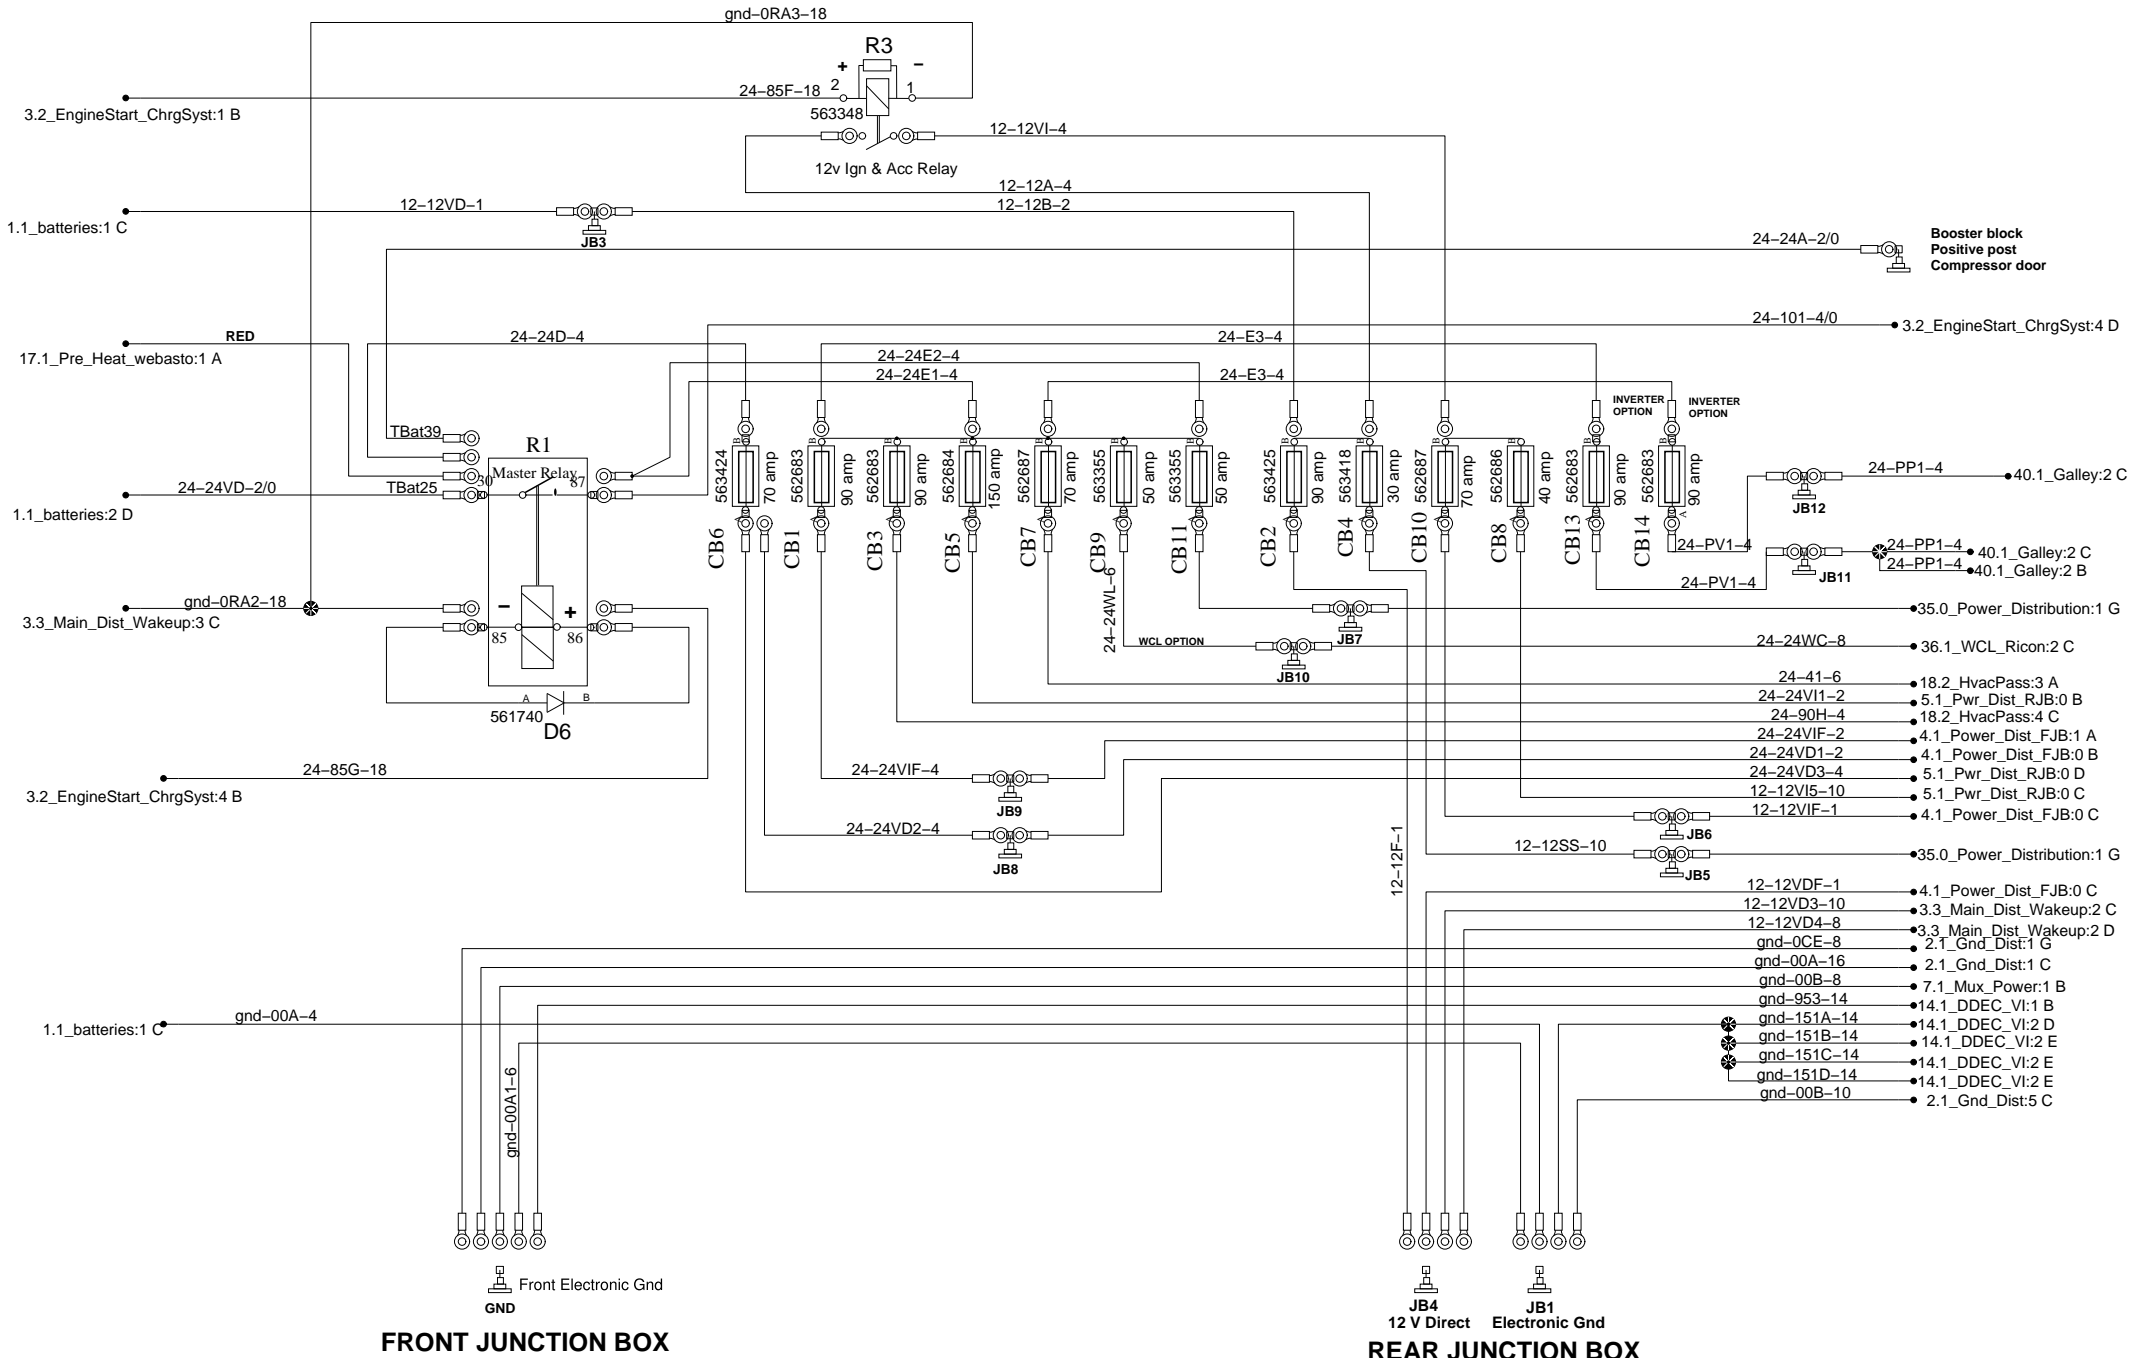 gnd-0RA3-18
R3
+ −
24-85F-18 2 1
3.2_EngineStart_ChrgSyst:1 B
563348
12-12VI-4
12v Ign & Acc Relay
12-12A-4
12-12VD-1
12-12B-2
1.1_batteries:1 C
JB3
24-24A-2/0
Booster block
Positive post
Compressor door
24-101-4/0
3.2_EngineStart_ChrgSyst:4 D
RED
24-24D-4
24-E3-4
17.1_Pre_Heat_webasto:1 A
24-24E2-4
24-24E1-4
24-E3-4
INVERTER
OPTION
INVERTER
OPTION
TBat39
R1
Master Relay
30 87
24-24VD-2/0
TBat25
1.1_batteries:2 D
B
A
563424
70 amp
CB6
B
A
562683
90 amp
CB1
B
A
562683
90 amp
CB3
B
A
562684
150 amp
CB5
B
A
562687
70 amp
CB7
B
A
563355
50 amp
CB9
B
A
563355
50 amp
CB11
B
A
563425
90 amp
CB2
B
A
563418
30 amp
CB4
B
A
562687
70 amp
CB10
B
A
562686
40 amp
CB8
B
A
562683
90 amp
CB13
B
A
562683
90 amp
CB14
24-PP1-4
40.1_Galley:2 C
JB12
24-PV1-4
24-PP1-4
40.1_Galley:2 C
24-PP1-4
40.1_Galley:2 B
JB11
24-PV1-4
gnd-0RA2-18
3.3_Main_Dist_Wakeup:3 C
− +
85 86
24-24WL-6
35.0_Power_Distribution:1 G
JB7
WCL OPTION
24-24WC-8
36.1_WCL_Ricon:2 C
JB10
24-41-6
18.2_HvacPass:3 A
A B
561740
D6
24-24VI1-2
5.1_Pwr_Dist_RJB:0 B
24-90H-4
18.2_HvacPass:4 C
24-24VIF-2
4.1_Power_Dist_FJB:1 A
24-24VD1-2
4.1_Power_Dist_FJB:0 B
24-85G-18
24-24VIF-4
24-24VD3-4
5.1_Pwr_Dist_RJB:0 D
3.2_EngineStart_ChrgSyst:4 B
JB9
12-12VI5-10
5.1_Pwr_Dist_RJB:0 C
12-12VIF-1
4.1_Power_Dist_FJB:0 C
24-24VD2-4
JB8
JB6
12-12SS-10
35.0_Power_Distribution:1 G
JB5
12-12F-1
12-12VDF-1
4.1_Power_Dist_FJB:0 C
12-12VD3-10
3.3_Main_Dist_Wakeup:2 C
12-12VD4-8
3.3_Main_Dist_Wakeup:2 D
gnd-0CE-8
2.1_Gnd_Dist:1 G
gnd-00A-16
2.1_Gnd_Dist:1 C
gnd-00B-8
7.1_Mux_Power:1 B
gnd-953-14
14.1_DDEC_VI:1 B
gnd-00A-4
1.1_batteries:1 C
gnd-151A-14
14.1_DDEC_VI:2 D
gnd-151B-14
14.1_DDEC_VI:2 E
gnd-151C-14
14.1_DDEC_VI:2 E
gnd-151D-14
14.1_DDEC_VI:2 E
gnd-00B-10
2.1_Gnd_Dist:5 C
gnd-00A1-6
Front Electronic Gnd
GND
FRONT JUNCTION BOX
JB4
12 V Direct
JB1
Electronic Gnd
REAR JUNCTION BOX